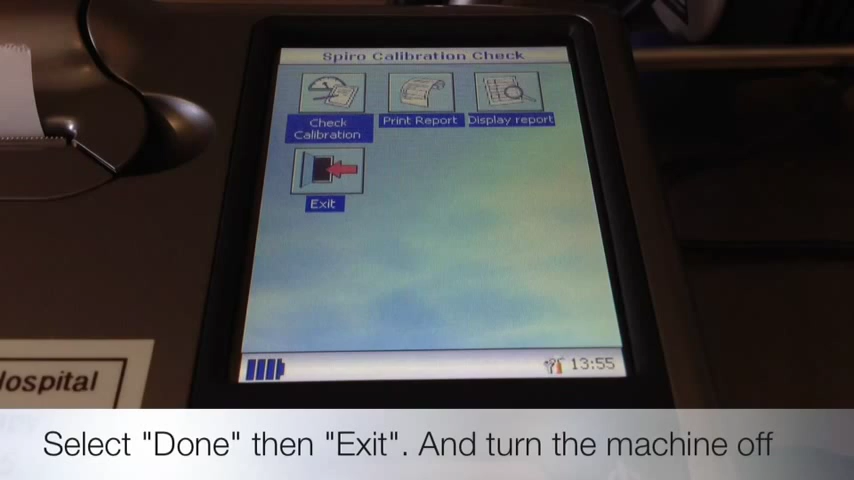 Spiro Calibration Check
Check
Calibration
Print Report
Display report
Exit
13:55
Hospital
Select "Done" then "Exit". And turn the machine off